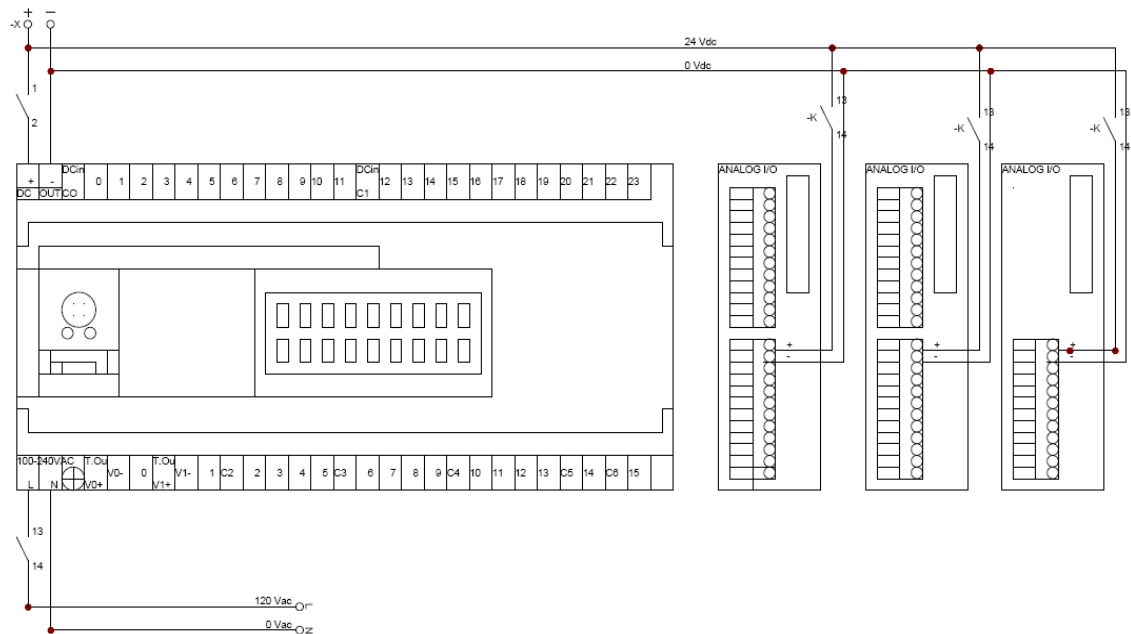 + −
-X
24 Vdc
0 Vdc
1
2
13
14
-K
13
14
-K
13
14
-K
+ - DCin 0 1 2 3 4 5 6 7 8 9 10 11 DCin 12 13 14 15 16 17 18 19 20 21 22 23
DC OUT CO C1
ANALOG I/O
ANALOG I/O
ANALOG I/O
+
-
+
-
+
-
100-240VAC T.Ou V0- 0 T.Ou V1- 1 C2 2 3 4 5 C3 6 7 8 9 C4 10 11 12 13 C5 14 C6 15
L N V0+ V1+
13
14
120 Vac L
0 Vac N